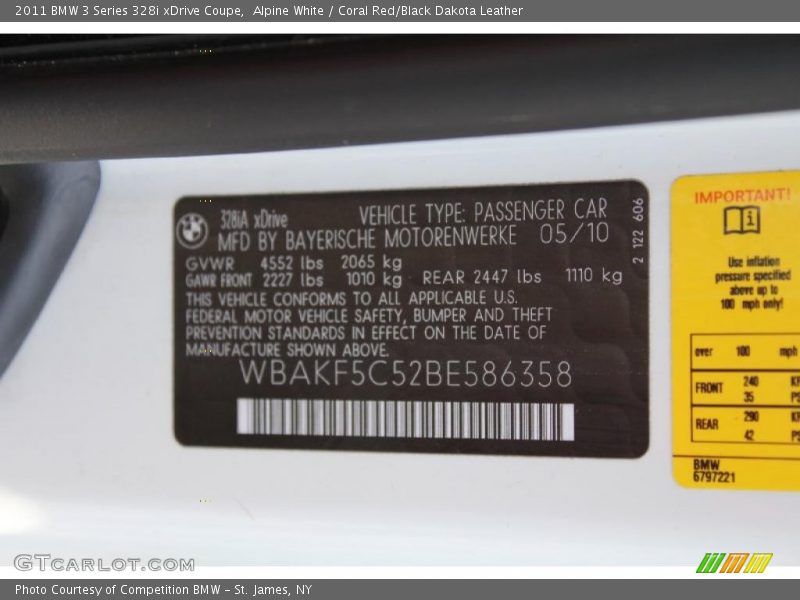 2011 BMW 3 Series 328i xDrive Coupe,  Alpine White / Coral Red/Black Dakota Leather
328iA xDrive VEHICLE TYPE: PASSENGER CAR
MFD BY BAYERISCHE MOTORENWERKE 05/10
GVWR 4552 lbs 2065 kg
GAWR FRONT 2227 lbs 1010 kg REAR 2447 lbs 1110 kg
THIS VEHICLE CONFORMS TO ALL APPLICABLE U.S.
FEDERAL MOTOR VEHICLE SAFETY, BUMPER AND THEFT
PREVENTION STANDARDS IN EFFECT ON THE DATE OF
MANUFACTURE SHOWN ABOVE.
WBAKF5C52BE586358
2 122 606
IMPORTANT!
Use inflation
pressure specified
above up to
100 mph only!
over 100 mph
FRONT 240
35
REAR 290
42
BMW
6797221
GTCARLOT.COM
Photo Courtesy of Competition BMW – St. James, NY